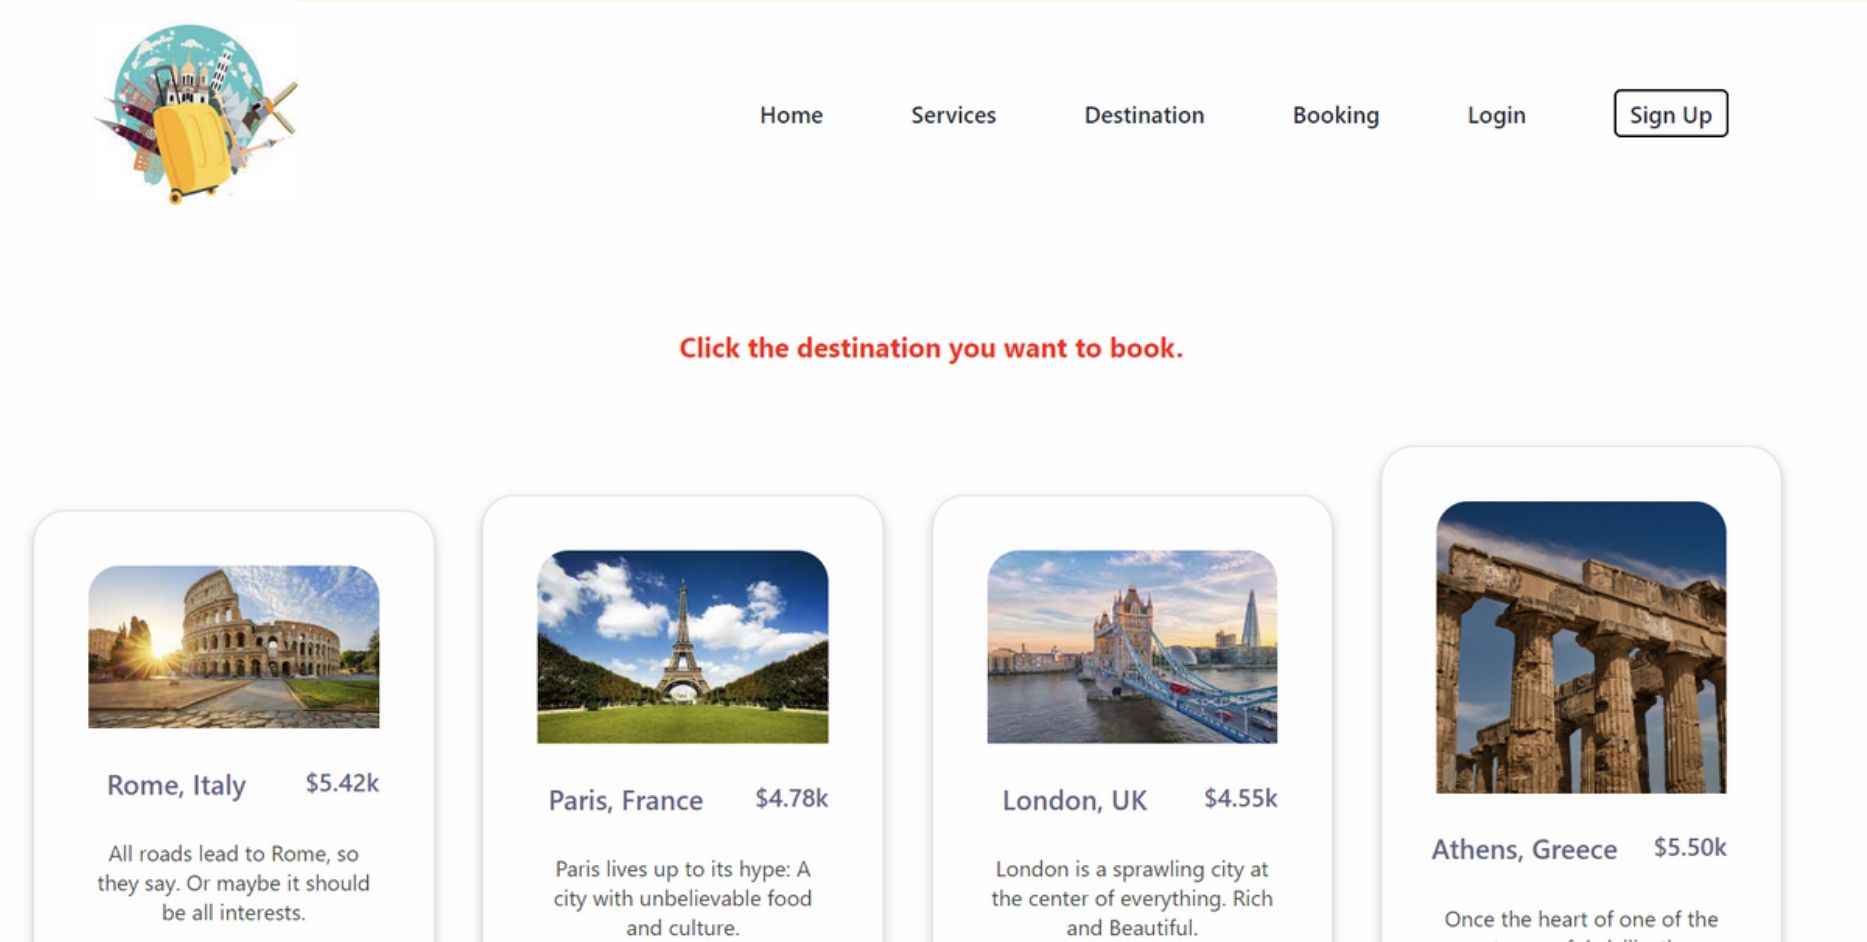 Home Services Destination Booking Login Sign Up
Click the destination you want to book.
Rome, Italy $5.42k
All roads lead to Rome, so
they say. Or maybe it should
be all interests.
Paris, France $4.78k
Paris lives up to its hype: A
city with unbelievable food
and culture.
London, UK $4.55k
London is a sprawling city at
the center of everything. Rich
and Beautiful.
Athens, Greece $5.50k
Once the heart of one of the